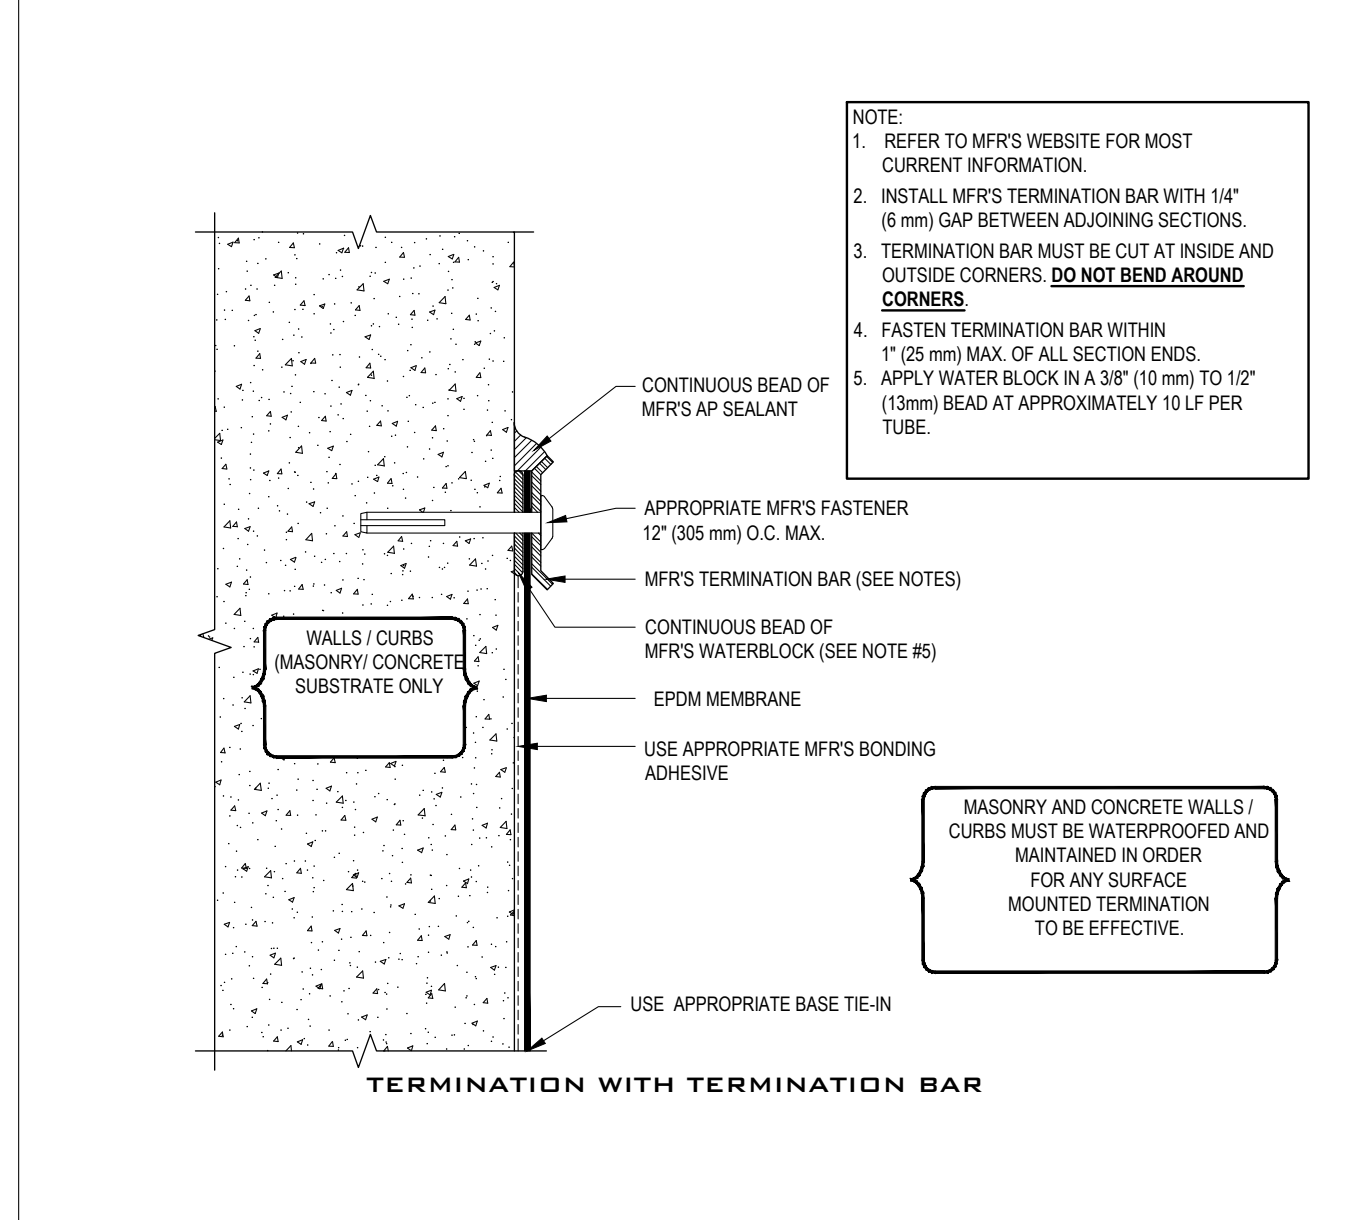 NOTE:
1. REFER TO MFR'S WEBSITE FOR MOST
CURRENT INFORMATION.
2. INSTALL MFR'S TERMINATION BAR WITH 1/4"
(6 mm) GAP BETWEEN ADJOINING SECTIONS.
3. TERMINATION BAR MUST BE CUT AT INSIDE AND
OUTSIDE CORNERS. DO NOT BEND AROUND
CORNERS.
4. FASTEN TERMINATION BAR WITHIN
1" (25 mm) MAX. OF ALL SECTION ENDS.
5. APPLY WATER BLOCK IN A 3/8" (10 mm) TO 1/2"
(13mm) BEAD AT APPROXIMATELY 10 LF PER
TUBE.
CONTINUOUS BEAD OF
MFR'S AP SEALANT
APPROPRIATE MFR'S FASTENER
12" (305 mm) O.C. MAX.
MFR'S TERMINATION BAR (SEE NOTES)
CONTINUOUS BEAD OF
MFR'S WATERBLOCK (SEE NOTE #5)
WALLS / CURBS
(MASONRY/ CONCRETE
SUBSTRATE ONLY
EPDM MEMBRANE
USE APPROPRIATE MFR'S BONDING
ADHESIVE
MASONRY AND CONCRETE WALLS /
CURBS MUST BE WATERPROOFED AND
MAINTAINED IN ORDER
FOR ANY SURFACE
MOUNTED TERMINATION
TO BE EFFECTIVE.
USE APPROPRIATE BASE TIE-IN
TERMINATION WITH TERMINATION BAR